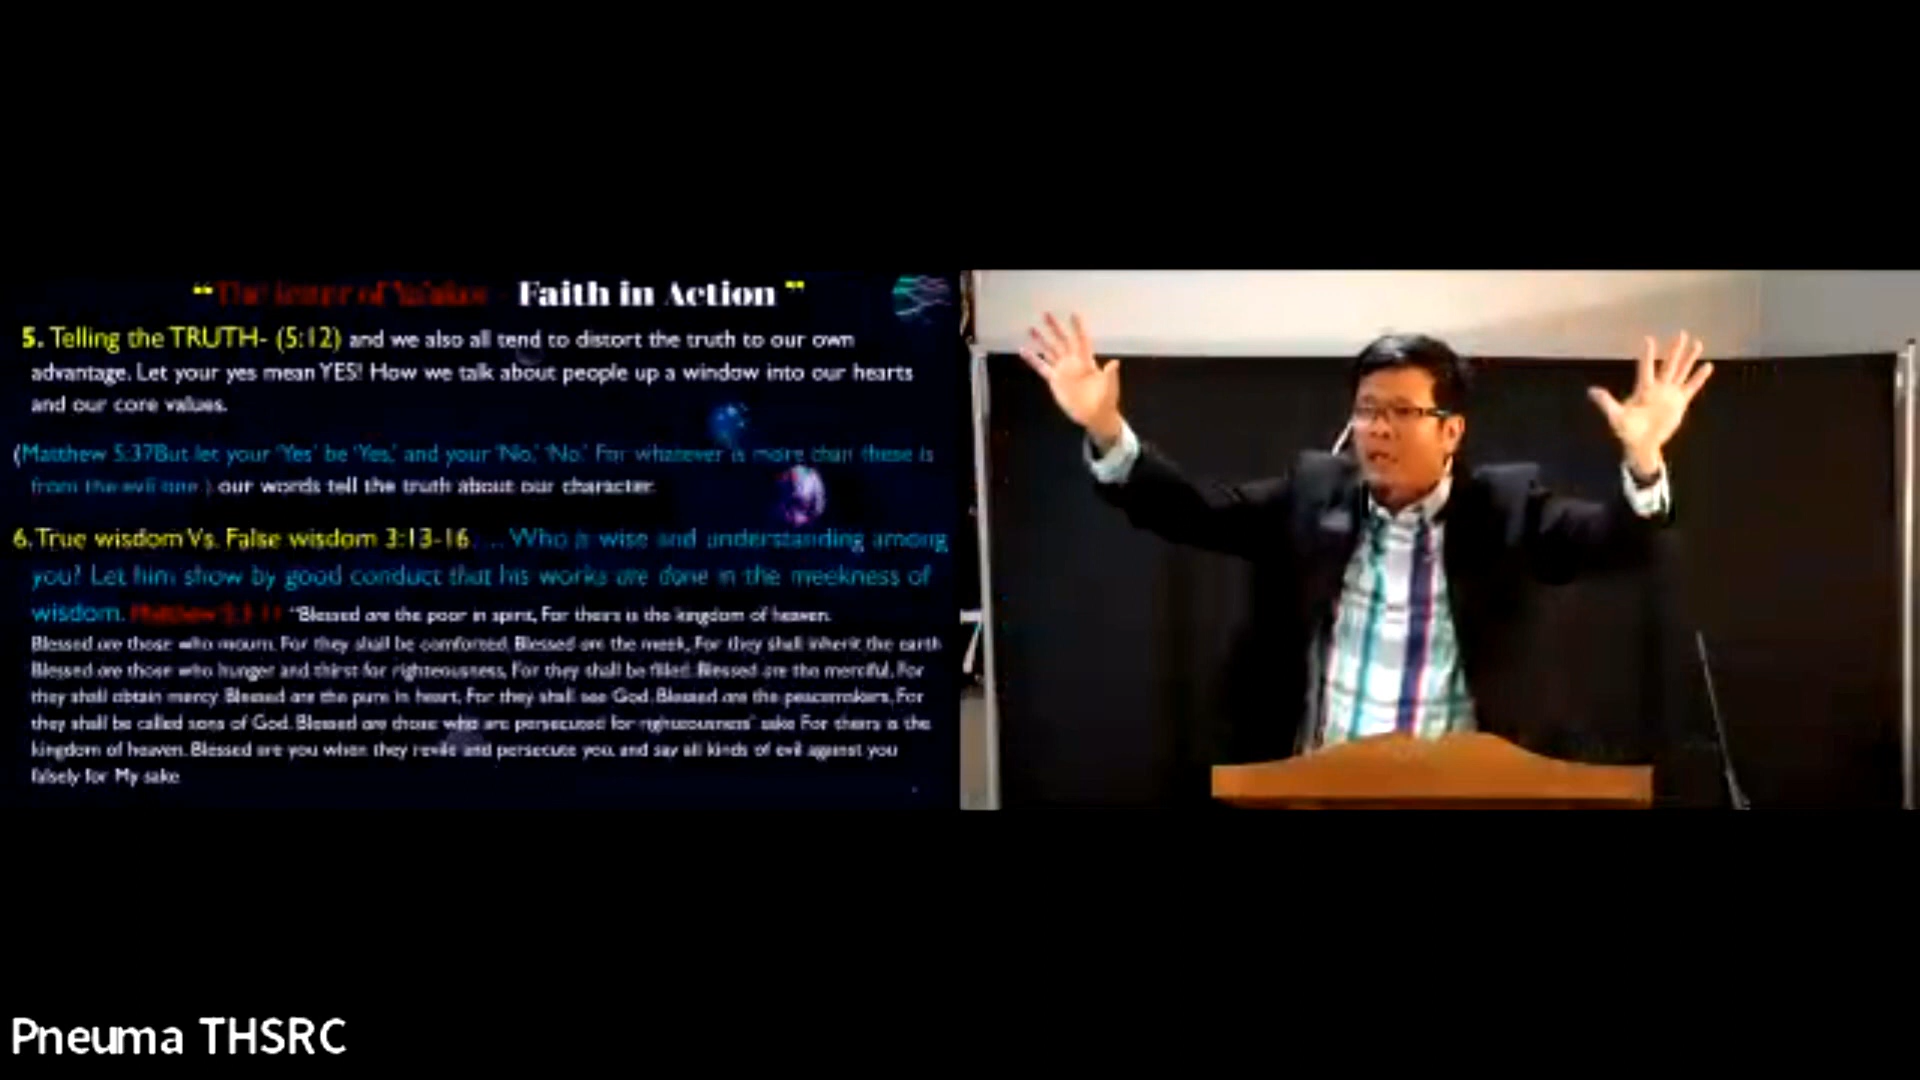 “The letter of Yakov - Faith in Action ”
5. Telling the TRUTH- (5:12) and we also all tend to distort the truth to our own
advantage. Let your yes mean YES! How we talk about people up a window into our hearts
and our core values.
(Matthew 5:37But let your ‘Yes’ be ‘Yes,’ and your ‘No,’ ‘No.’ For whatever is more than these is
from the evil one.) our words tell the truth about our character.
6. True wisdom Vs. False wisdom 3:13-16 ... Who is wise and understanding among
you? Let him show by good conduct that his works are done in the meekness of
wisdom. Matthew 5:3-11 “Blessed are the poor in spirit, For theirs is the kingdom of heaven.
Blessed are those who mourn, For they shall be comforted. Blessed are the meek, For they shall inherit the earth
Blessed are those who hunger and thirst for righteousness, For they shall be filled. Blessed are the merciful, For
they shall obtain mercy. Blessed are the pure in heart, For they shall see God. Blessed are the peacemakers, For
they shall be called sons of God. Blessed are those who are persecuted for righteousness’ sake For theirs is the
kingdom of heaven. Blessed are you when they revile and persecute you, and say all kinds of evil against you
falsely for My sake
Pneuma THSRC